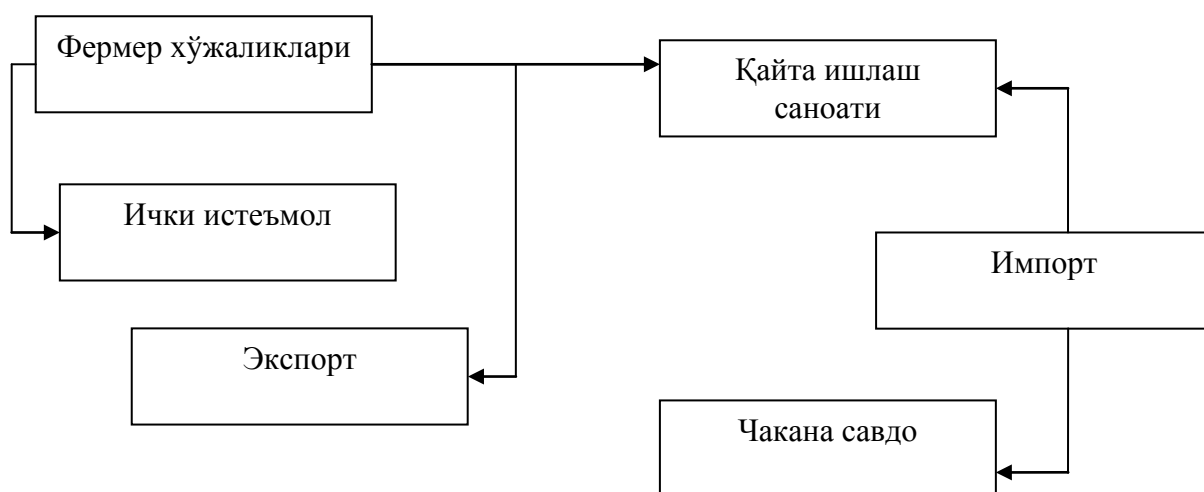 Фермер хўжаликлари
Қайта ишлаш
саноати
Ички истеъмол
Импорт
Экспорт
Чакана савдо